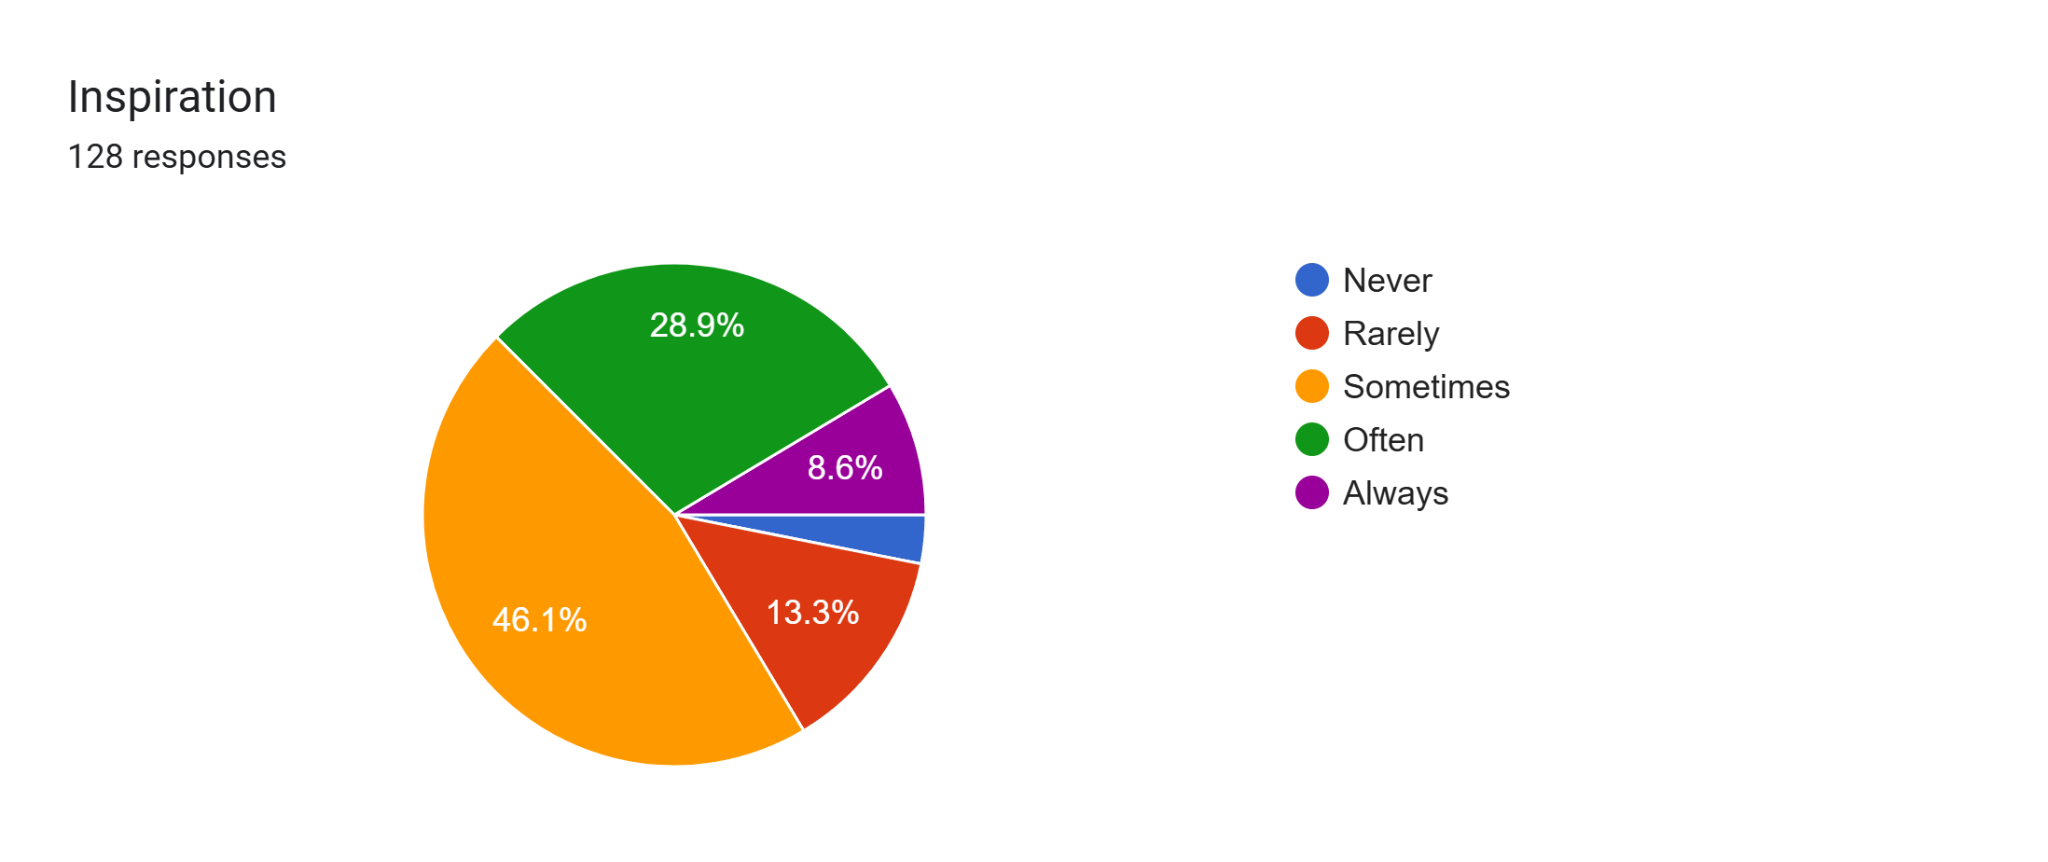 Inspiration
128 responses
28.9%
8.6%
46.1%
13.3%
Never
Rarely
Sometimes
Often
Always